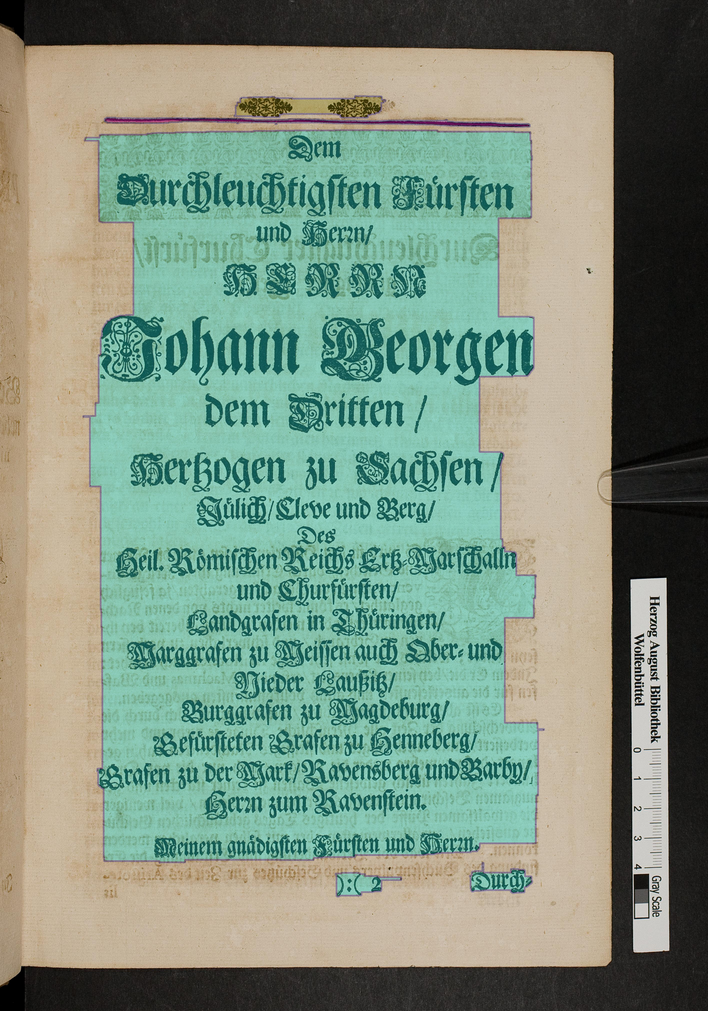 Dem
Durchleuchtigsten Fürsten
und Herrn/
HERRN
Johann Georgen
dem Dritten /
Hertzogen zu Sachsen /
Jülich/ Cleve und Berg/
Des
Heil. Römischen Reichs Ertz-Marschalln
und Churfürsten/
Landgrafen in Thüringen/
Marggrafen zu Meissen auch Ober- und
Nieder Laußitz/
Burggrafen zu Magdeburg/
Gefürsteten Grafen zu Henneberg/
Grafen zu der Mark/ Ravensberg und Barby/
Herrn zum Ravenstein.
Meinem gnädigsten Fürsten und Herrn.
):( 2
Durch-
Herzog August Bibliothek
Wolfenbüttel
0 1 2 3 4
Gray Scale